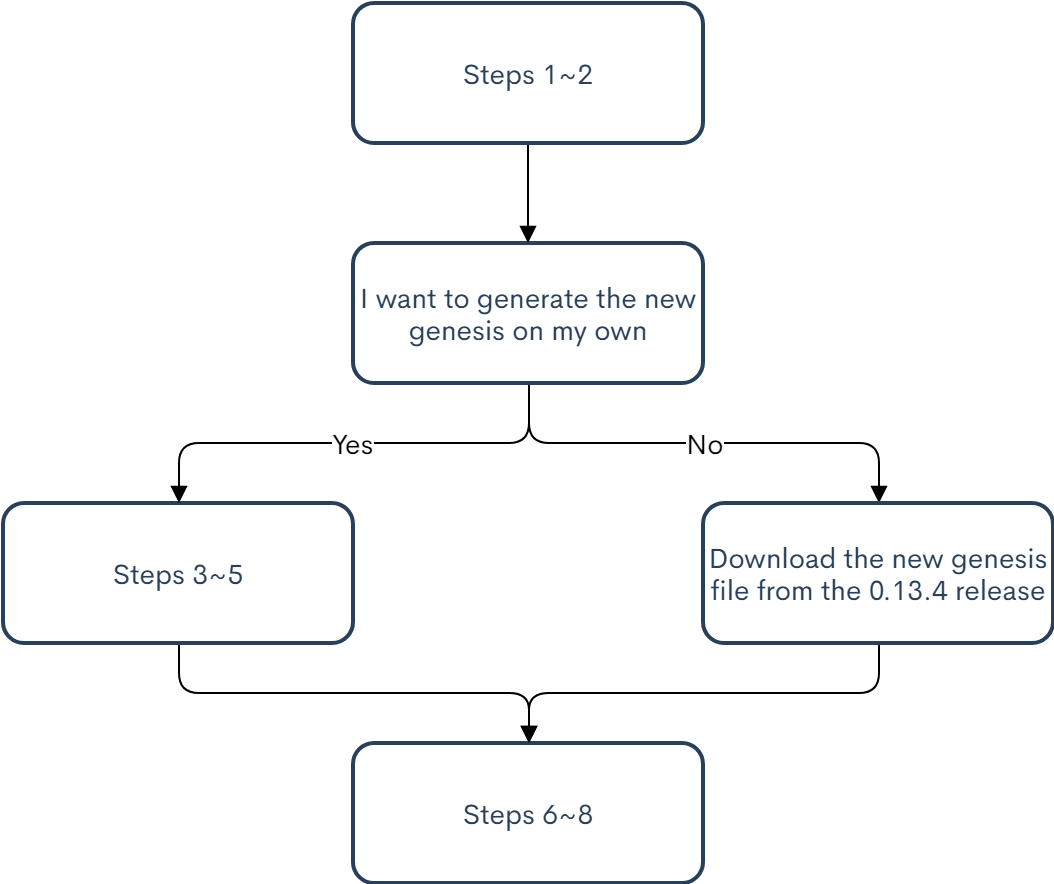 Steps 1~2
I want to generate the new
genesis on my own
Yes
No
Steps 3~5
Download the new genesis
file from the 0.13.4 release
Steps 6~8